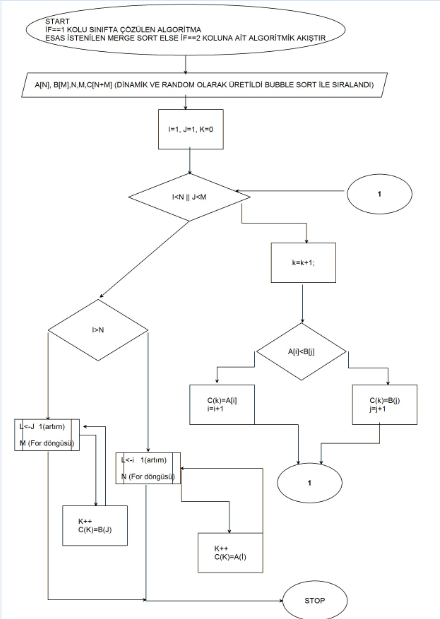 START
IF==1 KOLU SINIFTA ÇÖZÜLEN ALGORİTMA
ESAS İSTENİLEN MERGE SORT ELSE İF==2 KOLUNA AİT ALGORİTMİK AKIŞTIR
A[N], B[M],N,M,C[N+M] (DİNAMİK VE RANDOM OLARAK ÜRETİLDİ BUBBLE SORT İLE SIRALANDI)
I=1, J=1, K=0
I<N || J<M
1
k=k+1;
I>N
A[i]<B[j]
C(k)=A[i]
i=i+1
C(k)=B(j)
j=j+1
L<-J 1(artım)
M (For döngüsü)
L<-i 1(artım)
N (For döngüsü)
1
K++
C(K)=B(J)
K++
C(K)=A(İ)
STOP